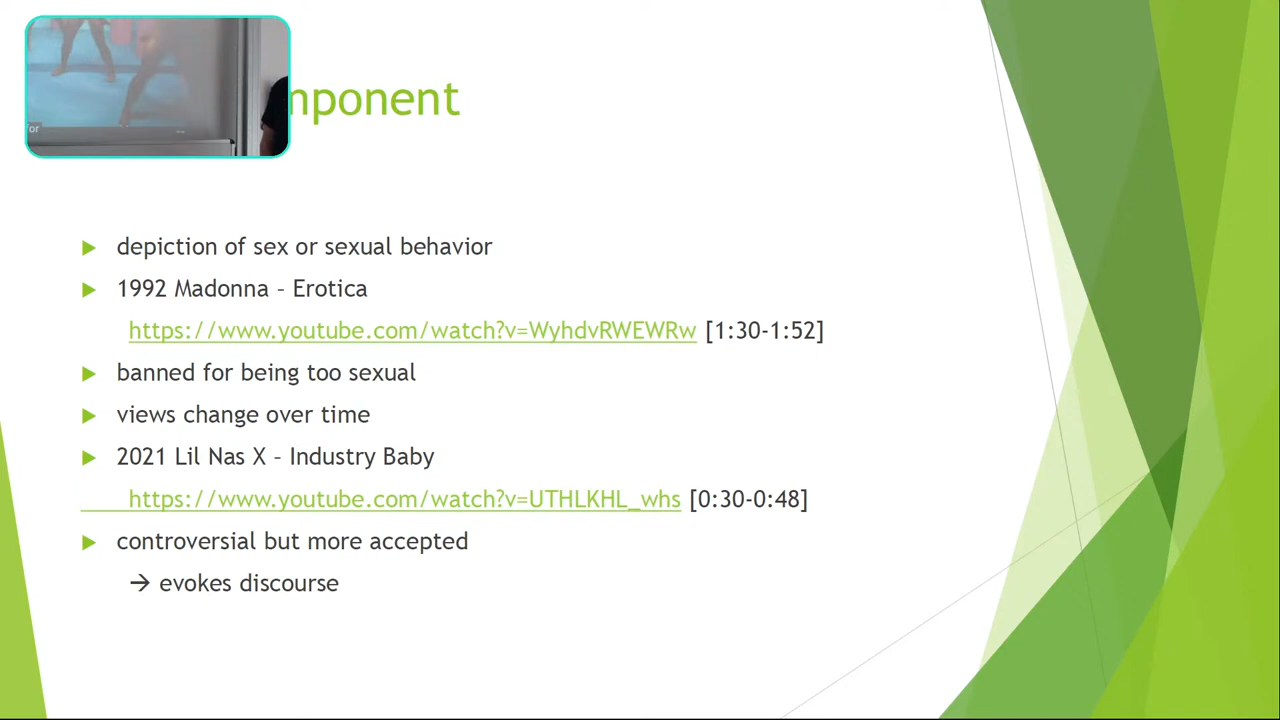 mponent
or
depiction of sex or sexual behavior
1992 Madonna – Erotica
https://www.youtube.com/watch?v=WyhdvRWEWRw [1:30-1:52]
banned for being too sexual
views change over time
2021 Lil Nas X – Industry Baby
https://www.youtube.com/watch?v=UTHLKHL_whs [0:30-0:48]
controversial but more accepted
→ evokes discourse